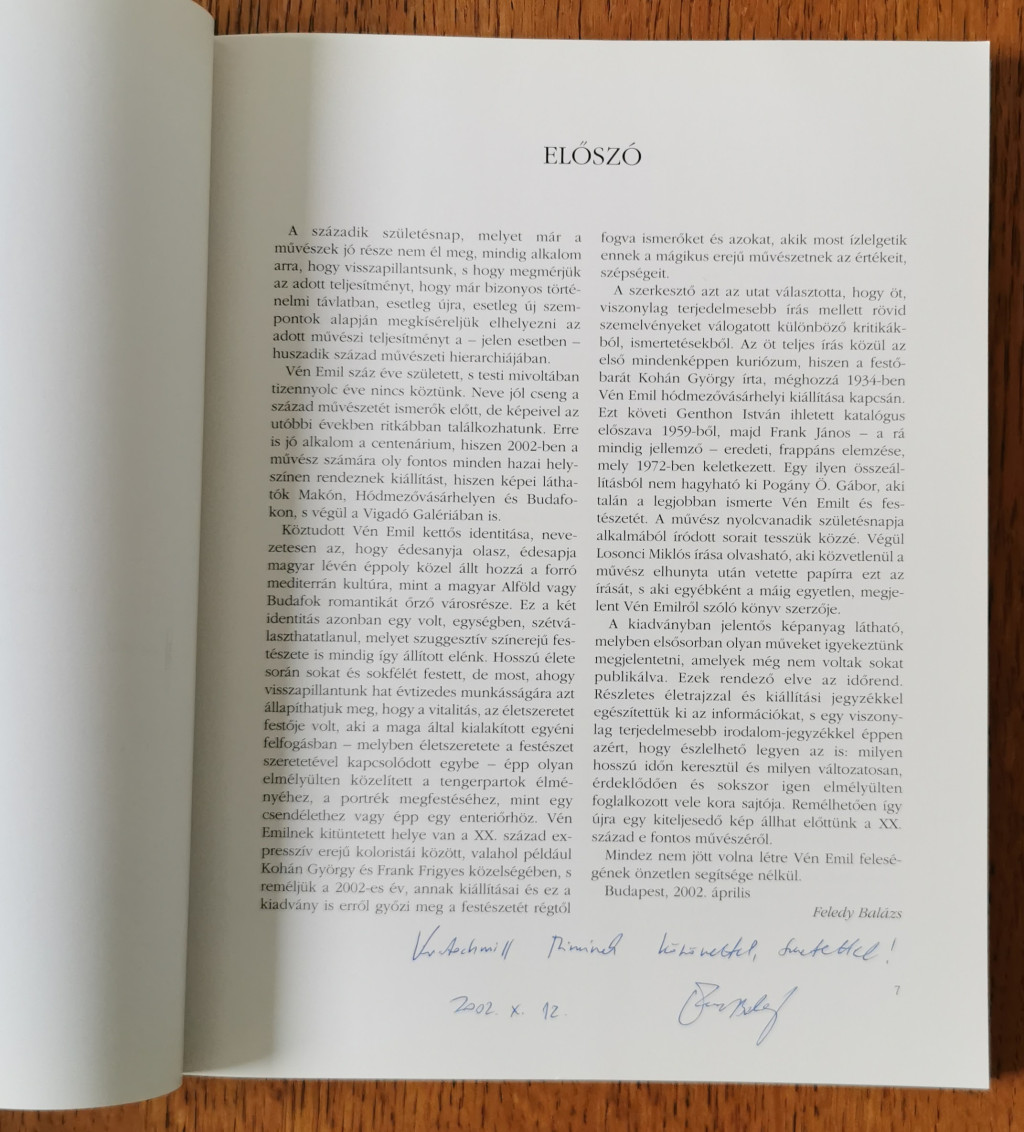 ELŐSZÓ
A századik születésnap, melyet már a
művészek jó része nem él meg, mindig alkalom
arra, hogy visszapillantsunk, s hogy megmérjük
az adott teljesítményt, hogy már bizonyos törté-
nelmi távlatban, esetleg újra, esetleg új szem-
pontok alapján megkíséreljük elhelyezni az
adott művészi teljesítményt a – jelen esetben –
huszadik század művészeti hierarchiájában.
Vén Emil száz éve született, s testi mivoltában
tizennyolc éve nincs köztünk. Neve jól cseng a
század művészetét ismerők előtt, de képeivel az
utóbbi években ritkábban találkozhatunk. Erre
is jó alkalom a centenárium, hiszen 2002-ben a
művész számára oly fontos minden hazai hely-
színen rendeznek kiállítást, hiszen képei látha-
tók Makón, Hódmezővásárhelyen és Budafo-
kon, s végül a Vigadó Galériában is.
Köztudott Vén Emil kettős identitása, neve-
zetesen az, hogy édesanyja olasz, édesapja
magyar lévén éppoly közel állt hozzá a forró
mediterrán kultúra, mint a magyar Alföld vagy
Budafok romantikát őrző városrésze. Ez a két
identitás azonban egy volt, egységben, szétvá-
laszthatatlanul, melyet szuggesztív színerejű fes-
tészete is mindig így állított elénk. Hosszú élete
során sokat és sokfélét festett, de most, ahogy
visszapillantunk hat évtizedes munkásságára azt
állapíthatjuk meg, hogy a vitalitás, az életszeretet
festője volt, aki a maga által kialakított egyéni
felfogásban – melyben életszeretete a festészet
szeretetével kapcsolódott egybe – épp olyan
elmélyülten közelített a tengerpartok élmé-
nyéhez, a portrék megfestéséhez, mint egy
csendélethez vagy épp egy enteriőrhöz. Vén
Emilnek kitüntetett helye van a XX. század ex-
presszív erejű koloristái között, valahol például
Kohán György és Frank Frigyes közelségében, s
reméljük a 2002-es év, annak kiállításai és ez a
kiadvány is erről győzi meg a festészetét régtől
fogva ismerőket és azokat, akik most ízlelgetik
ennek a mágikus erejű művészetnek az értékeit,
szépségeit.
A szerkesztő azt az utat választotta, hogy öt,
viszonylag terjedelmesebb írás mellett rövid
szemelvényeket válogatott különböző kritikák-
ból, ismertetésekből. Az öt teljes írás közül az
első mindenképpen kuriózum, hiszen a festő-
barát Kohán György írta, méghozzá 1934-ben
Vén Emil hódmezővásárhelyi kiállítása kapcsán.
Ezt követi Genthon István ihletett katalógus
előszava 1959-ből, majd Frank János – a rá
mindig jellemző – eredeti, frappáns elemzése,
mely 1972-ben keletkezett. Egy ilyen összeál-
lításból nem hagyható ki Pogány Ö. Gábor, aki
talán a legjobban ismerte Vén Emilt és fes-
tészetét. A művész nyolcvanadik születésnapja
alkalmából íródott sorait tesszük közzé. Végül
Losonci Miklós írása olvasható, aki közvetlenül a
művész elhunyta után vetette papírra ezt az
írását, s aki egyébként a máig egyetlen, megje-
lent Vén Emilről szóló könyv szerzője.
A kiadványban jelentős képanyag látható,
melyben elsősorban olyan műveket igyekeztünk
megjelentetni, amelyek még nem voltak sokat
publikálva. Ezek rendező elve az időrend.
Részletes életrajzzal és kiállítási jegyzékkel
egészítettük ki az információkat, s egy viszony-
lag terjedelmesebb irodalom-jegyzékkel éppen
azért, hogy észlelhető legyen az is: milyen
hosszú időn keresztül és milyen változatosan,
érdeklődően és sokszor igen elmélyülten
foglalkozott vele kora sajtója. Remélhetően így
újra egy kiteljesedő kép állhat előttünk a XX.
század e fontos művészéről.
Mindez nem jött volna létre Vén Emil felesé-
gének önzetlen segítsége nélkül.
Budapest, 2002. április
Feledy Balázs
köszönettel, szeretettel!
2002. X. 12.
7